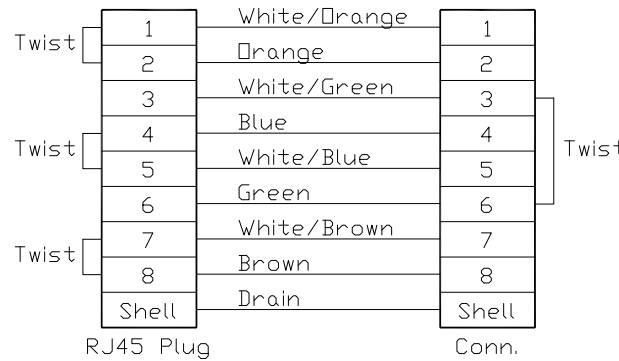 White/Orange
Twist 1 1
Orange
2 2
White/Green
3 3
Blue
Twist 4 4 Twist
White/Blue
5 5
Green
6 6
White/Brown
Twist 7 7
Brown
8 8
Drain
Shell Shell
RJ45 Plug Conn.